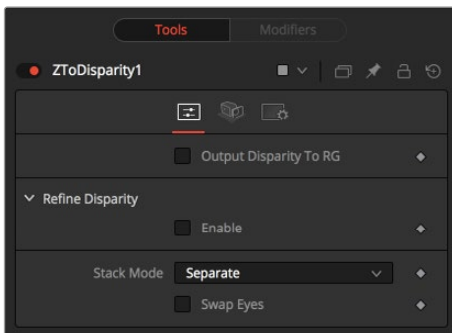 Tools Modifiers
ZToDisparity1
Output Disparity To RG
Refine Disparity
Enable
Stack Mode Separate
Swap Eyes